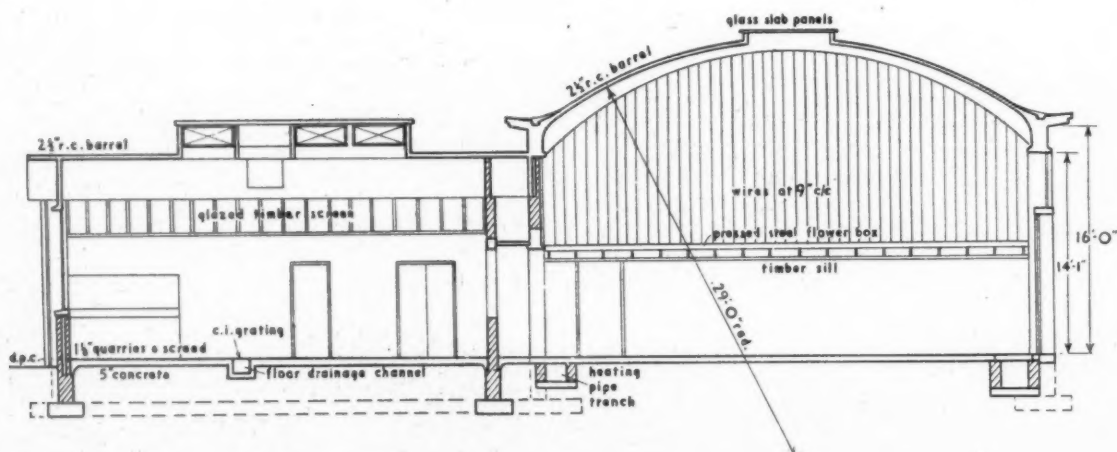 glass slab panels
2½" r.c. barrel
2½" r.c. barrel
wires at 9" c/c
glazed timber screen
pressed steel flower box
16'-0"
timber sill
14'-1"
29'-0" rad.
c.i. grating
1½" quarries & screed
d.p.c.
5" concrete
floor drainage channel
heating
pipe
trench